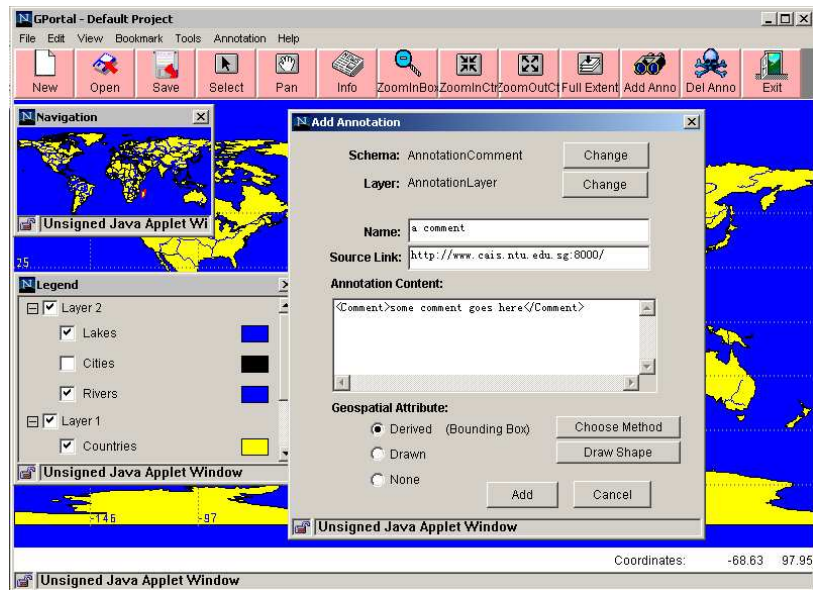 GPortal - Default Project
File Edit View Bookmark Tools Annotation Help
New Open Save Select Pan Info ZoomInBox ZoomInCtr ZoomOutCt Full Extent Add Anno Del Anno Exit
Navigation
Unsigned Java Applet Wi
25
Legend
Layer 2
Lakes
Cities
Rivers
Layer 1
Countries
Unsigned Java Applet Window
-146 -97
Add Annotation
Schema: AnnotationComment Change
Layer: AnnotationLayer Change
Name: a comment
Source Link: http://www.cais.ntu.edu.sg:8000/
Annotation Content:
<Comment>some comment goes here</Comment>
Geospatial Attribute:
Derived (Bounding Box) Choose Method
Drawn Draw Shape
None
Add Cancel
Unsigned Java Applet Window
Coordinates: -68.63 97.95
Unsigned Java Applet Window